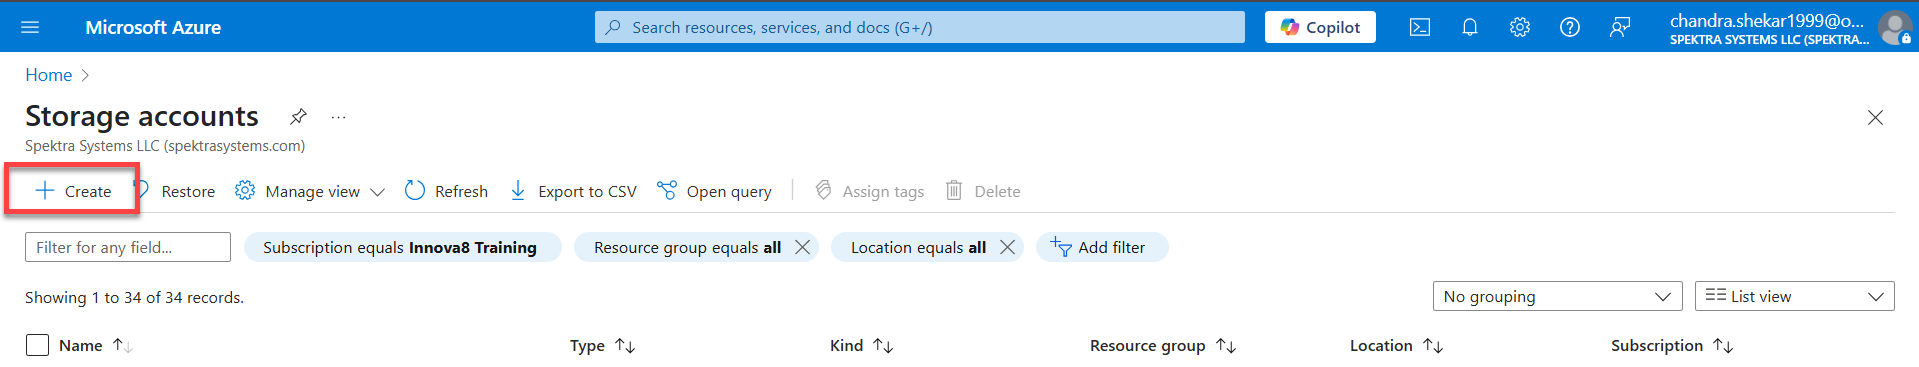 Microsoft Azure
Search resources, services, and docs (G+/)
Copilot
chandra.shekar1999@o...
SPEKTRA SYSTEMS LLC (SPEKTRA...
Home
Storage accounts
Spektra Systems LLC (spektrasystems.com)
Create
Restore
Manage view
Refresh
Export to CSV
Open query
Assign tags
Delete
Filter for any field...
Subscription equals Innova8 Training
Resource group equals all
Location equals all
Add filter
Showing 1 to 34 of 34 records.
No grouping
List view
Name
Type
Kind
Resource group
Location
Subscription